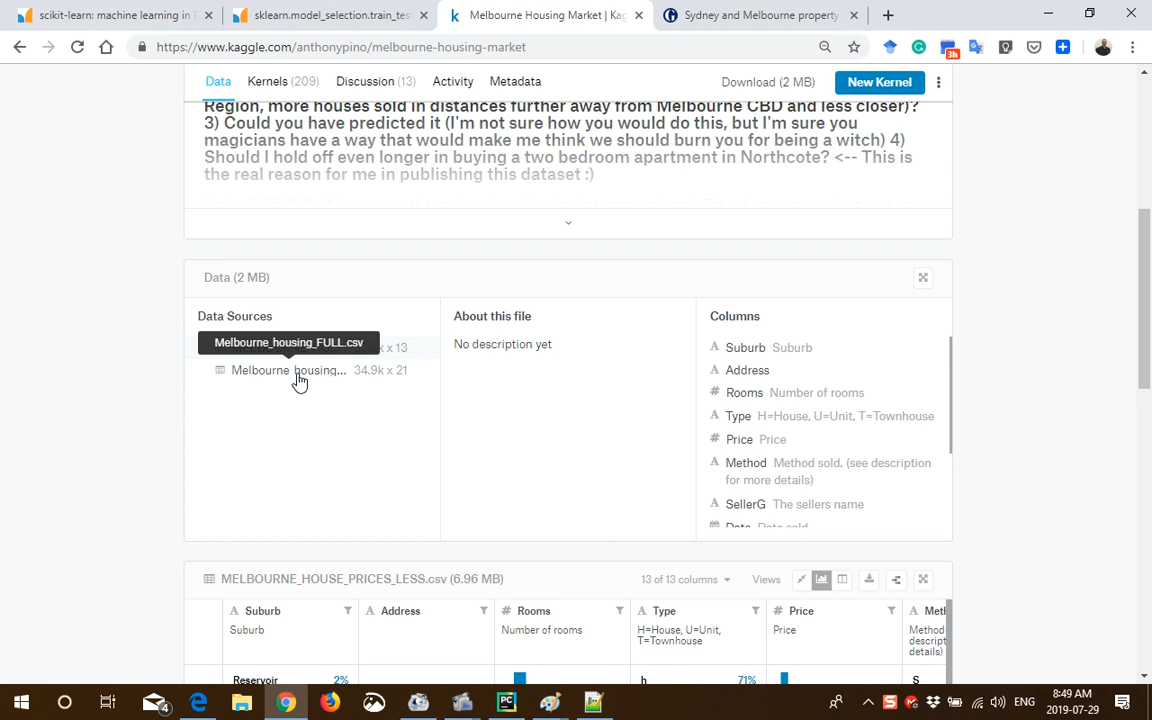 scikit-learn: machine learning in
sklearn.model_selection.train_tes
Melbourne Housing Market | Kag
Sydney and Melbourne property
https://www.kaggle.com/anthonypino/melbourne-housing-market
3h
Data Kernels (209) Discussion (13) Activity Metadata Download (2 MB) New Kernel
Region, more houses sold in distances further away from Melbourne CBD and less closer)?
3) Could you have predicted it (I'm not sure how you would do this, but I'm sure you
magicians have a way that would make me think we should burn you for being a witch) 4)
Should I hold off even longer in buying a two bedroom apartment in Northcote? <-- This is
the real reason for me in publishing this dataset :)
Data (2 MB)
Data Sources
Melbourne_housing_FULL.csv
k x 13
Melbourne housing... 34.9k x 21
About this file
No description yet
Columns
A Suburb Suburb
A Address
# Rooms Number of rooms
A Type H=House, U=Unit, T=Townhouse
# Price Price
A Method Method sold. (see description
for more details)
A SellerG The sellers name
Date Date sold
MELBOURNE_HOUSE_PRICES_LESS.csv (6.96 MB) 13 of 13 columns Views
A Suburb
Suburb
A Address
# Rooms
Number of rooms
A Type
H=House, U=Unit,
T=Townhouse
# Price
Price
A Meth
Method
descript
details)
Reservoir 2%
h 71%
S
4
ENG
8:49 AM
2019-07-29